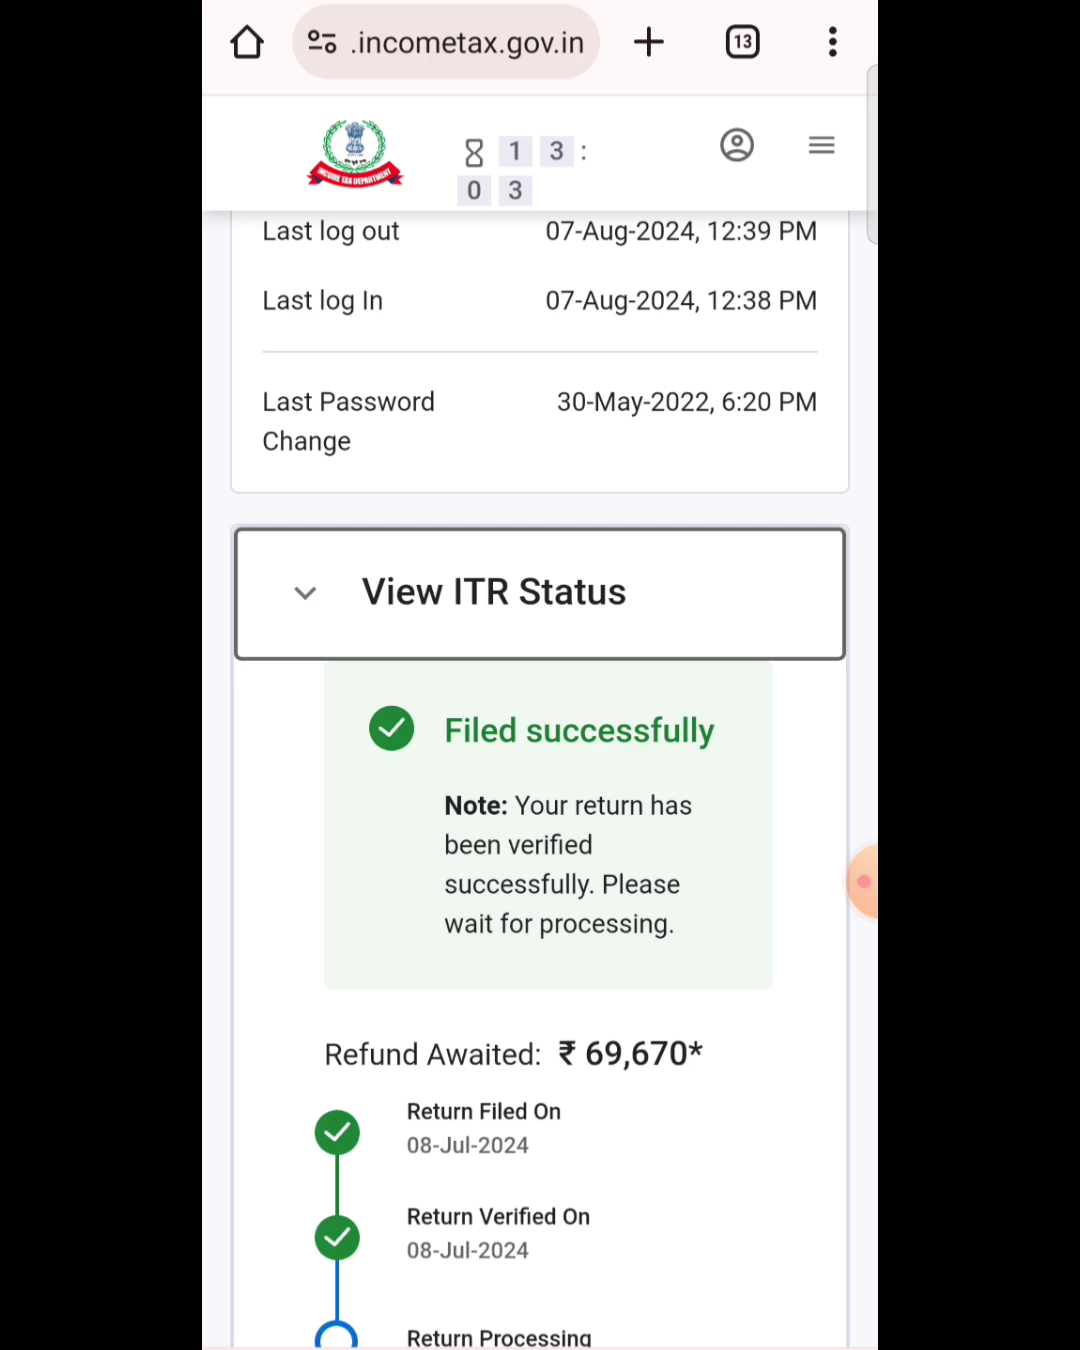 .incometax.gov.in
13
1 3 :
0 3
INCOME TAX DEPARTMENT
Last log out 07-Aug-2024, 12:39 PM
Last log In 07-Aug-2024, 12:38 PM
Last Password 30-May-2022, 6:20 PM
Change
View ITR Status
Filed successfully
Note: Your return has
been verified
successfully. Please
wait for processing.
Refund Awaited: ₹ 69,670*
Return Filed On
08-Jul-2024
Return Verified On
08-Jul-2024
Return Processing